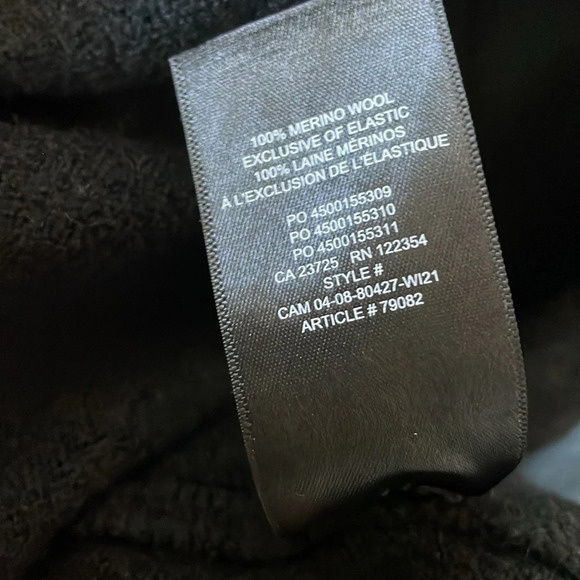 100% MERINO WOOL
EXCLUSIVE OF ELASTIC
100% LAINE MÉRINOS
À L'EXCLUSION DE L'ÉLASTIQUE
PO 4500155309
PO 4500155310
PO 4500155311
CA 23725 RN 122354
STYLE #
CAM 04-08-80427-WI21
ARTICLE # 79082